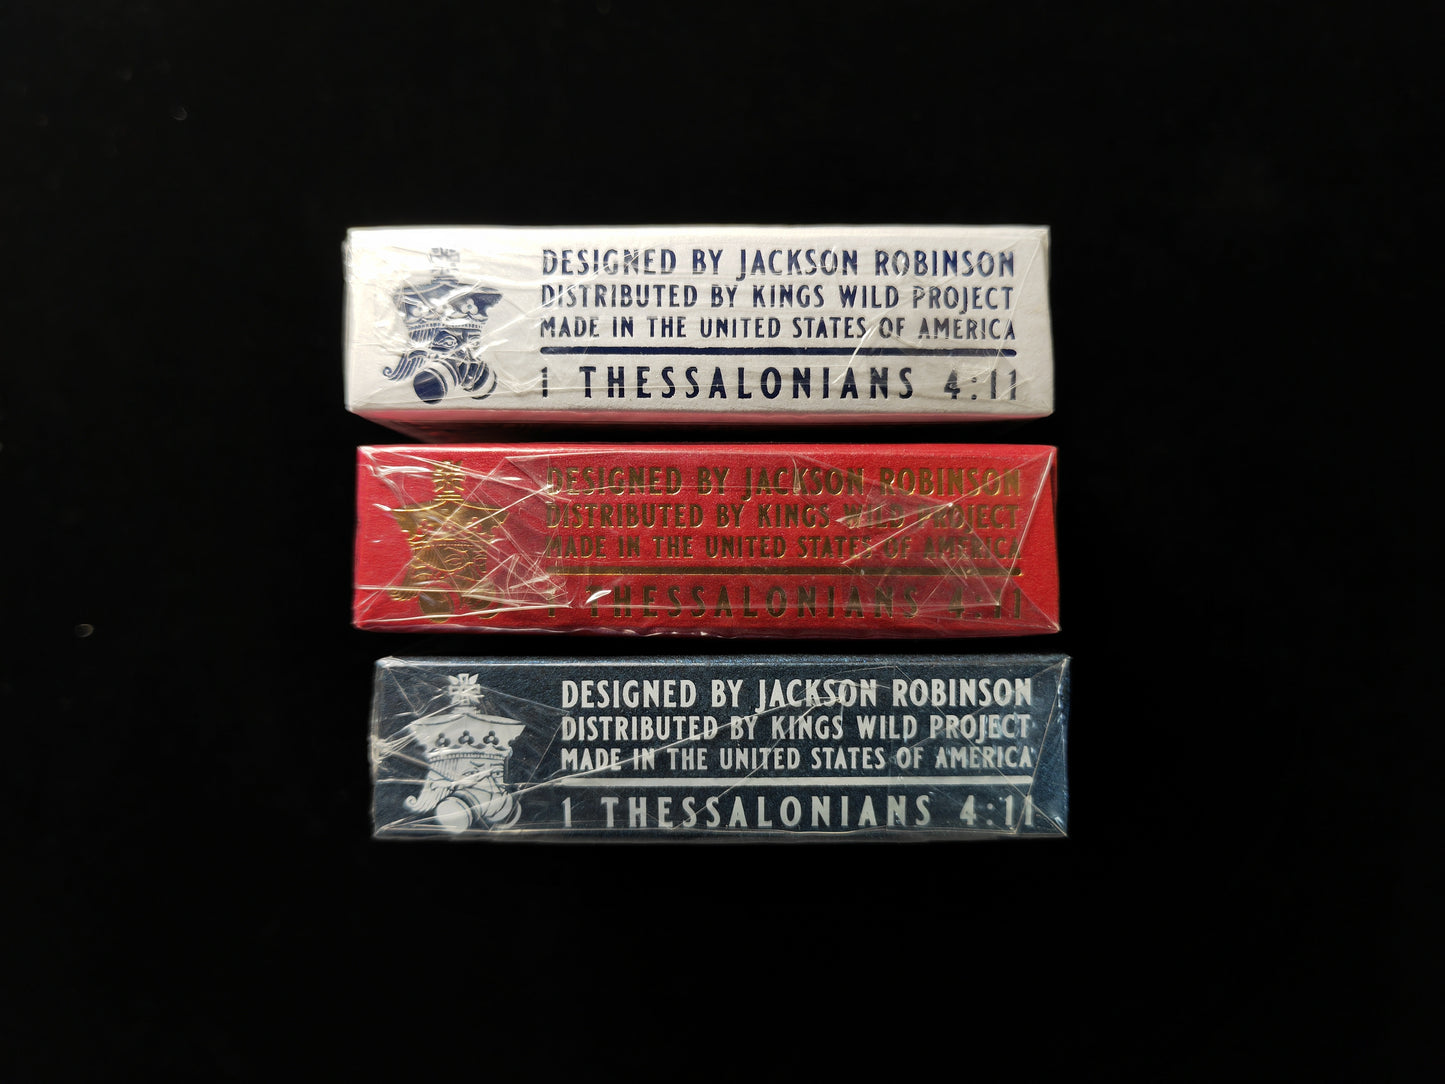 DESIGNED BY JACKSON ROBINSON
DISTRIBUTED BY KINGS WILD PROJECT
MADE IN THE UNITED STATES OF AMERICA
1 THESSALONIANS 4:11
DESIGNED BY JACKSON ROBINSON
DISTRIBUTED BY KINGS WILD PROJECT
MADE IN THE UNITED STATES OF AMERICA
1 THESSALONIANS 4:11
DESIGNED BY JACKSON ROBINSON
DISTRIBUTED BY KINGS WILD PROJECT
MADE IN THE UNITED STATES OF AMERICA
1 THESSALONIANS 4:11